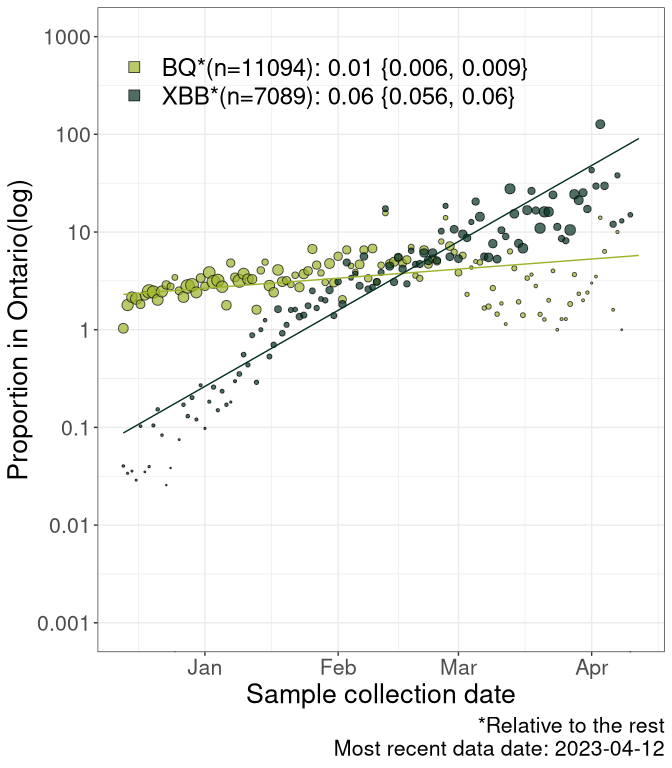 1000
100
10
1
0.1
0.01
0.001
Proportion in Ontario(log)
BQ*(n=11094): 0.01 {0.006, 0.009}
XBB*(n=7089): 0.06 {0.056, 0.06}
Jan Feb Mar Apr
Sample collection date
*Relative to the rest
Most recent data date: 2023-04-12